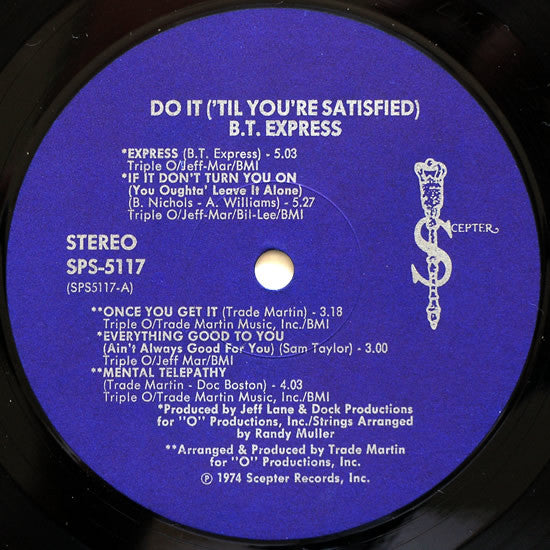 DO IT ('TIL YOU'RE SATISFIED)
B.T. EXPRESS
*EXPRESS (B.T. Express) - 5.03
Triple O/Jeff-Mar/BMI
*IF IT DON'T TURN YOU ON
(You Oughta' Leave It Alone)
(B. Nichols - A. Williams) - 5.27
Triple O/Jeff-Mar/Bil-Lee/BMI
STEREO
SPS-5117
(SPS5117-A)
SCEPTER
**ONCE YOU GET IT (Trade Martin) - 3.18
Triple O/Trade Martin Music, Inc./BMI
*EVERYTHING GOOD TO YOU
(Ain't Always Good For You) (Sam Taylor) - 3.00
Triple O/Jeff Mar/BMI
**MENTAL TELEPATHY
(Trade Martin - Doc Boston) - 4.03
Triple O/Trade Martin Music, Inc./BMI
*Produced by Jeff Lane & Dock Productions
for "O" Productions, Inc./Strings Arranged
by Randy Muller
**Arranged & Produced by Trade Martin
for "O" Productions, Inc.
℗ 1974 Scepter Records, Inc.